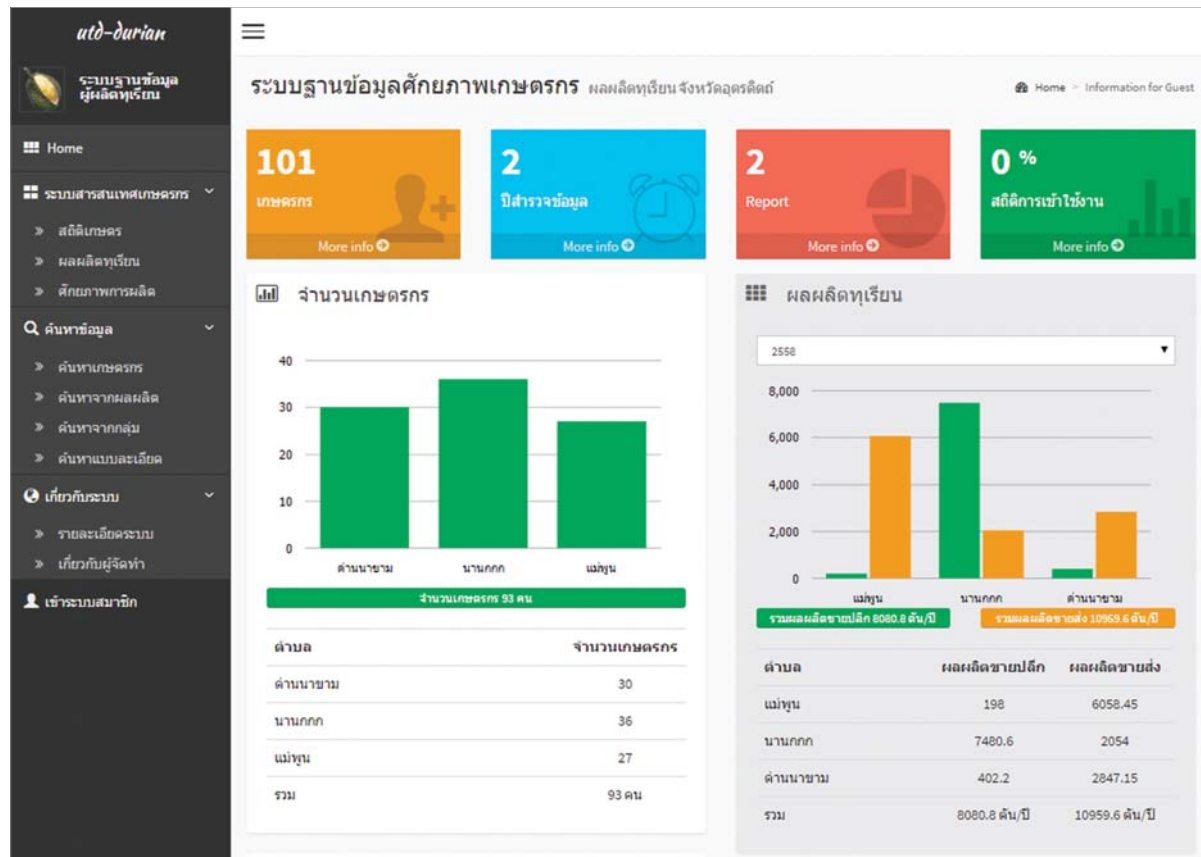 utd-durian
ระบบฐานข้อมูล
ผู้ผลิตทุเรียน
Home
ระบบสารสนเทศเกษตรกร
สถิติเกษตร
ผลผลิตทุเรียน
ศักยภาพการผลิต
ค้นหาข้อมูล
ค้นหาเกษตรกร
ค้นหาจากผลผลิต
ค้นหาจากกลุ่ม
ค้นหาแบบละเอียด
เกี่ยวกับระบบ
รายละเอียดระบบ
เกี่ยวกับผู้จัดทำ
เข้าระบบสมาชิก
ระบบฐานข้อมูลศักยภาพเกษตรกร ผลผลิตทุเรียน จังหวัดอุตรดิตถ์
Home > Information for Guest
101
เกษตรกร
More info
2
ปีสำรวจข้อมูล
More info
2
Report
More info
0 %
สถิติการเข้าใช้งาน
More info
จำนวนเกษตรกร
40
30
20
10
0
ด่านนาขาม นานกกก แม่พูน
จำนวนเกษตรกร 93 คน
ตำบล จำนวนเกษตรกร
ด่านนาขาม 30
นานกกก 36
แม่พูน 27
รวม 93 คน
ผลผลิตทุเรียน
2558
8,000
6,000
4,000
2,000
0
แม่พูน นานกกก ด่านนาขาม
รวมผลผลิตขายปลีก 8080.8 ตัน/ปี รวมผลผลิตขายส่ง 10959.6 ตัน/ปี
ตำบล ผลผลิตขายปลีก ผลผลิตขายส่ง
แม่พูน 198 6058.45
นานกกก 7480.6 2054
ด่านนาขาม 402.2 2847.15
รวม 8080.8 ตัน/ปี 10959.6 ตัน/ปี